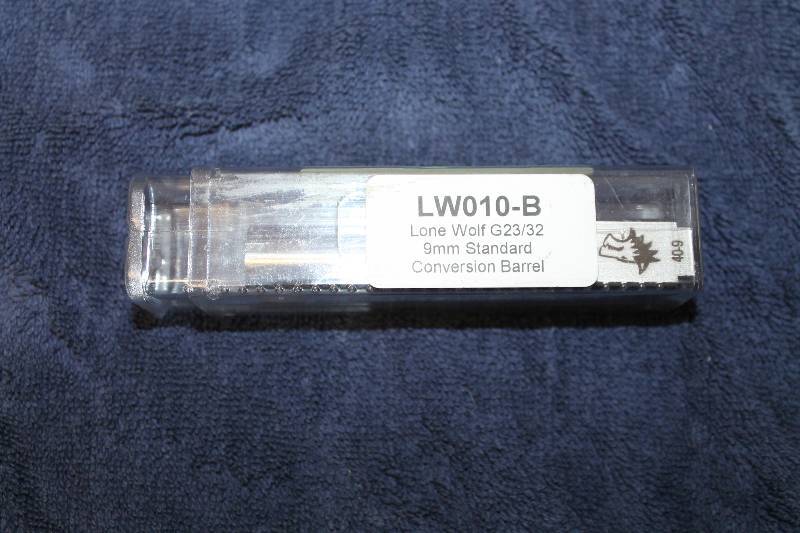 LW010-B
Lone Wolf G23/32
9mm Standard
Conversion Barrel
40-9